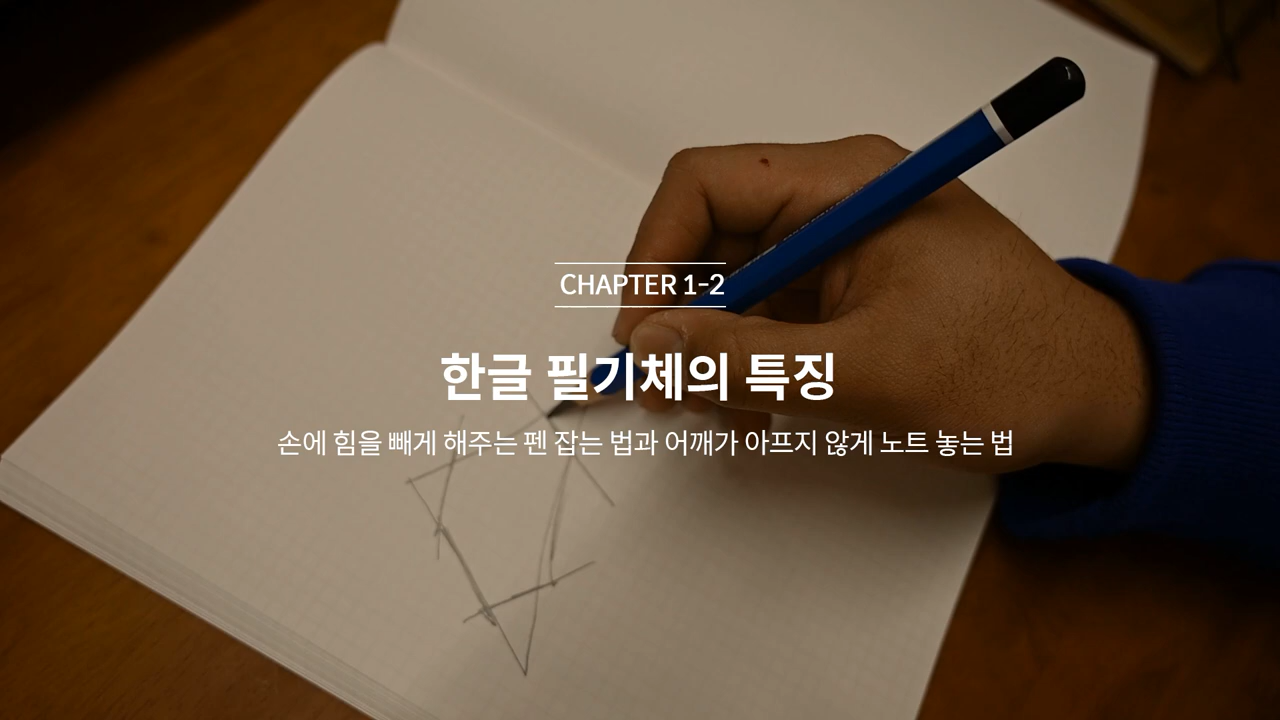 CHAPTER 1-2
한글 필기체의 특징
손에 힘을 빼게 해주는 펜 잡는 법과 어깨가 아프지 않게 노트 놓는 법